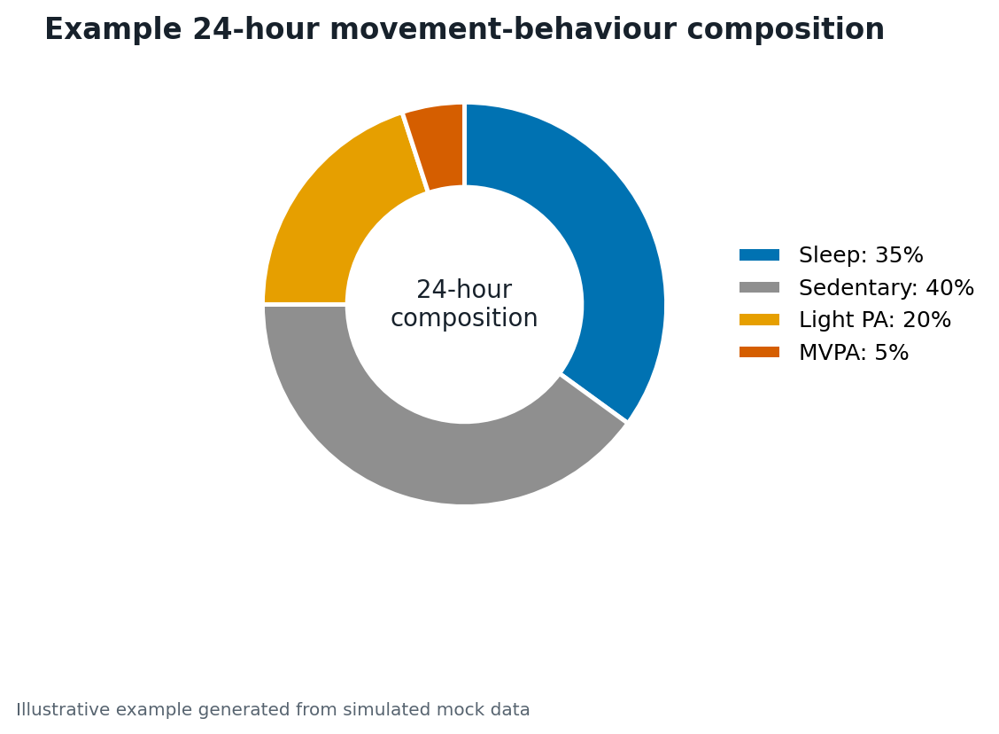 Example 24-hour movement-behaviour composition
24-hour
composition
Sleep: 35%
Sedentary: 40%
Light PA: 20%
MVPA: 5%
Illustrative example generated from simulated mock data